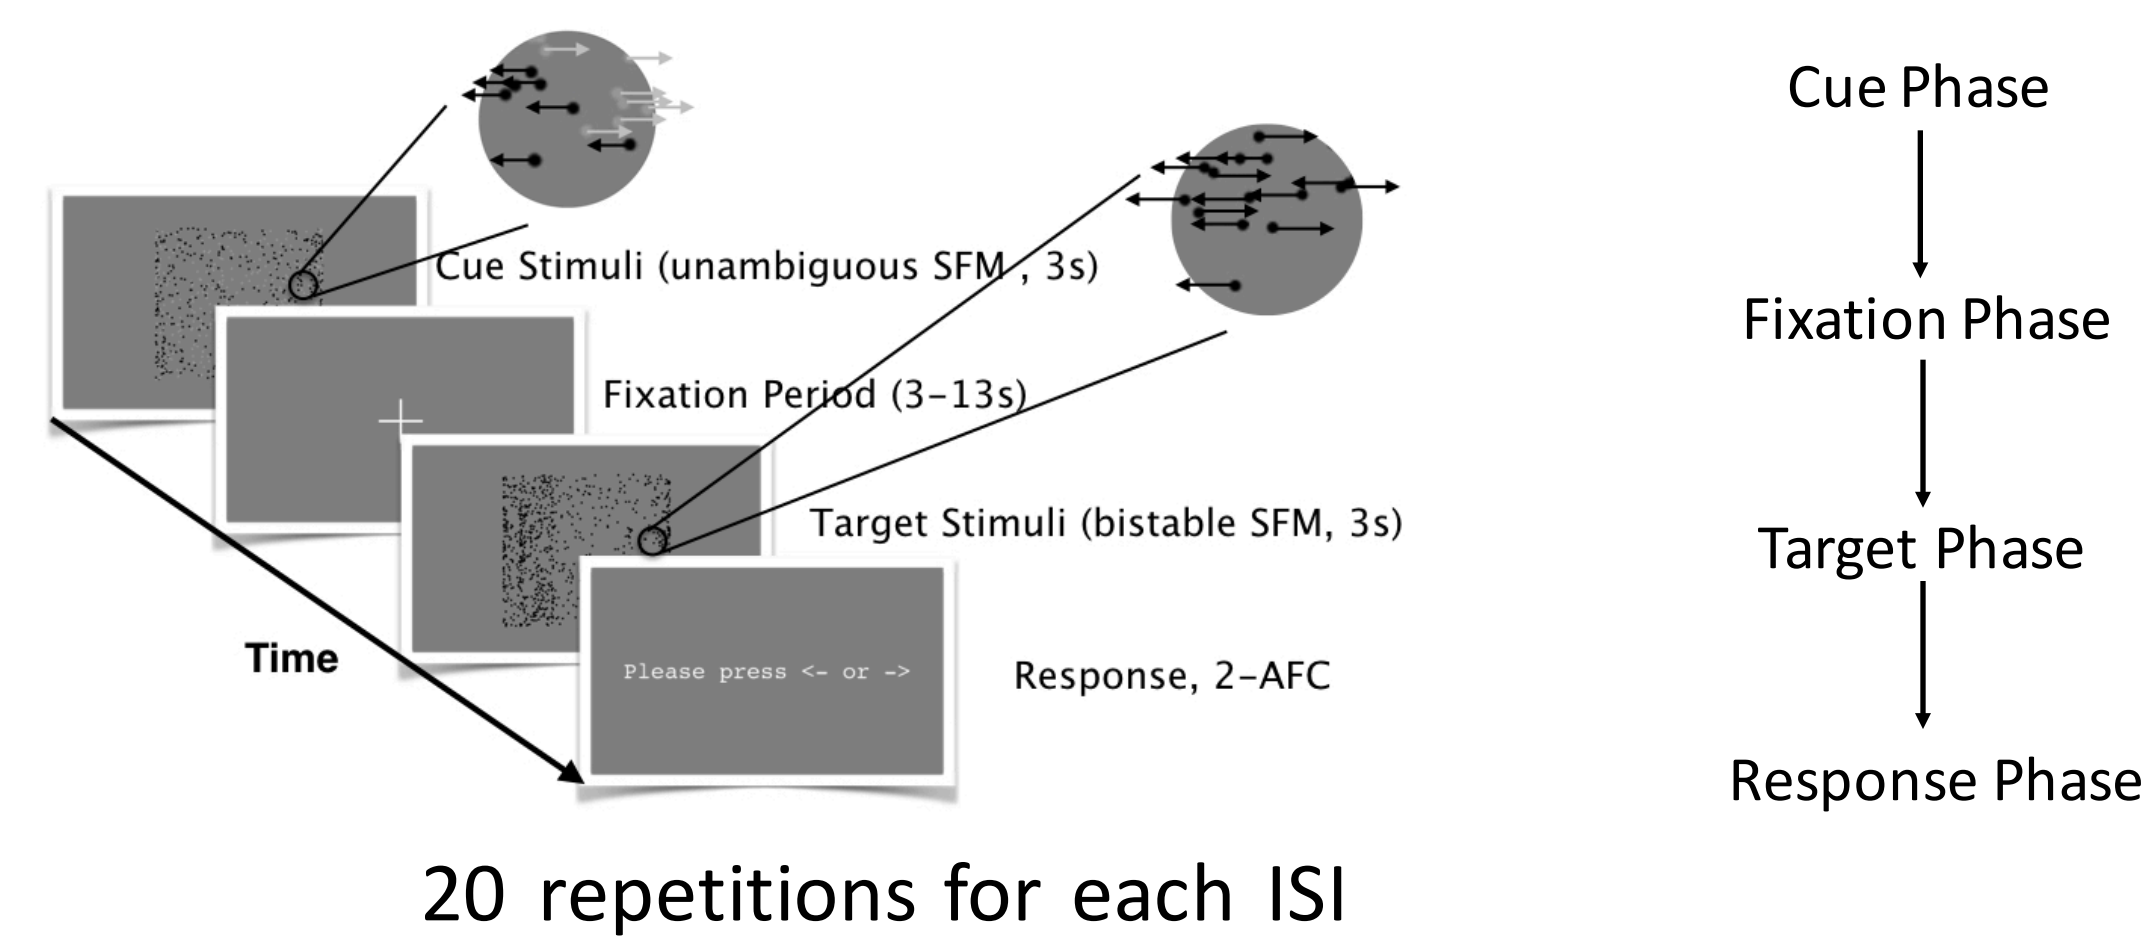 Cue Stimuli (unambiguous SFM , 3s)
Fixation Period (3-13s)
Target Stimuli (bistable SFM, 3s)
Please press <- or ->
Response, 2-AFC
Time
20 repetitions for each ISI
Cue Phase
Fixation Phase
Target Phase
Response Phase